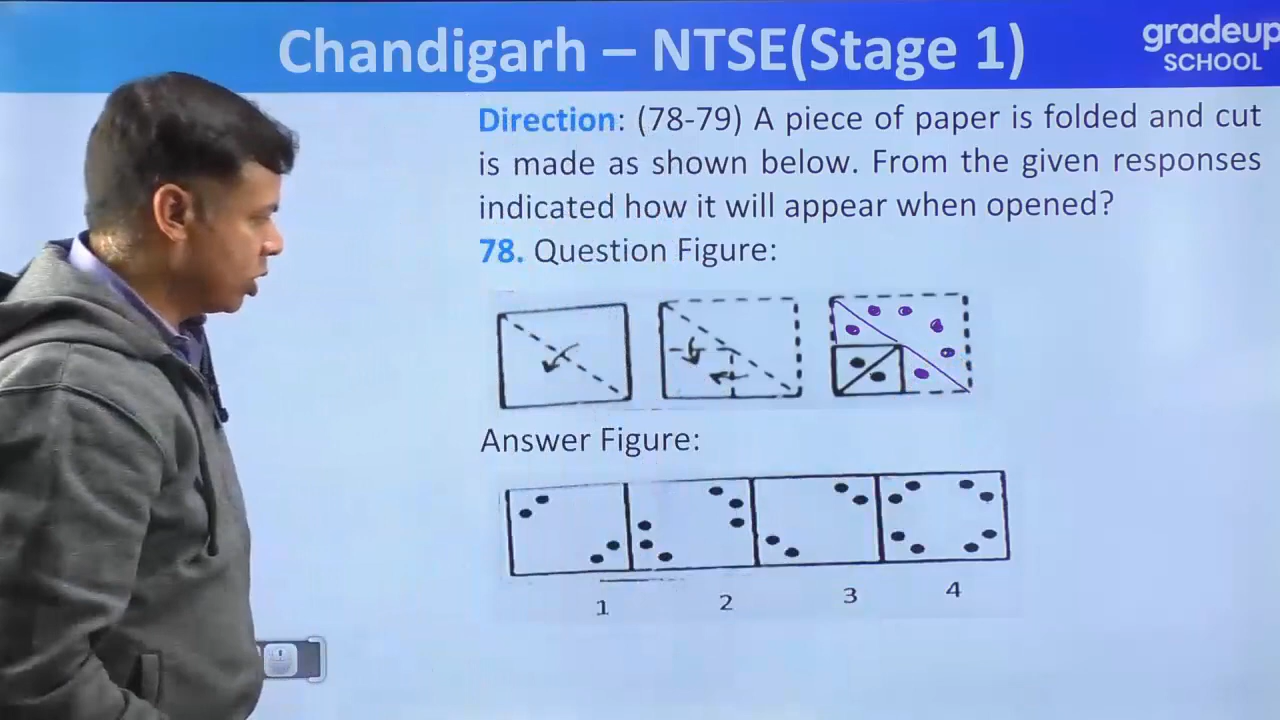 Chandigarh – NTSE(Stage 1)
gradeup
SCHOOL
Direction: (78-79) A piece of paper is folded and cut
is made as shown below. From the given responses
indicated how it will appear when opened?
78. Question Figure:
Answer Figure:
1 2 3 4